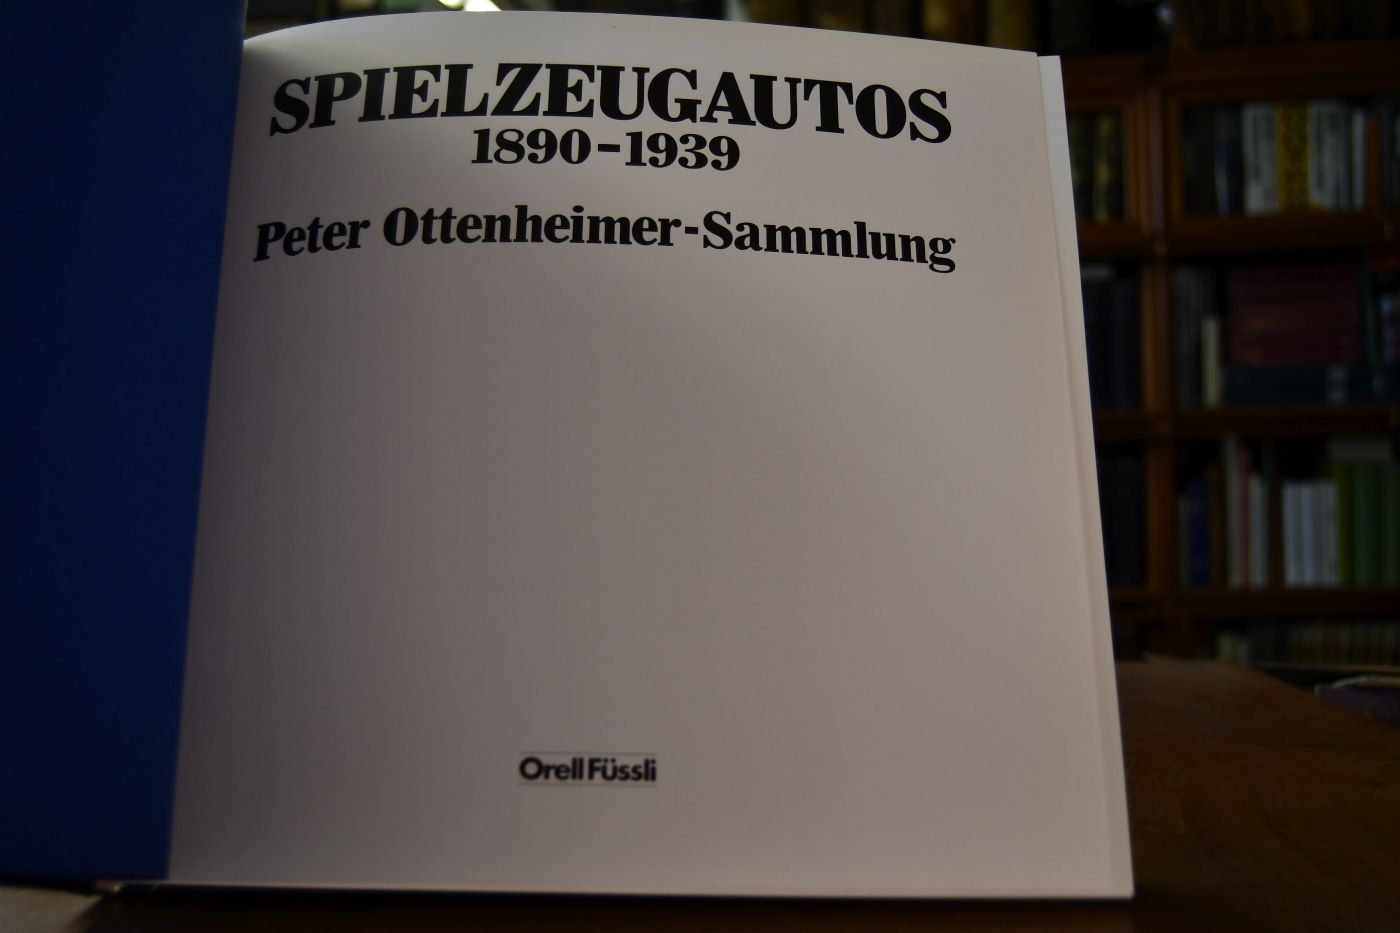 SPIELZEUGAUTOS
1890-1939
Peter Ottenheimer-Sammlung
Orell Füssli